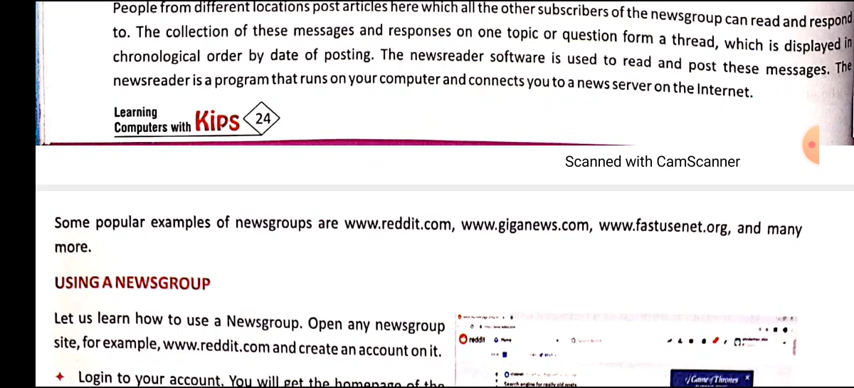 People from different locations post articles here which all the other subscribers of the newsgroup can read and respond
to. The collection of these messages and responses on one topic or question form a thread, which is displayed in
chronological order by date of posting. The newsreader software is used to read and post these messages. The
newsreader is a program that runs on your computer and connects you to a news server on the Internet.
Learning
Computers with Kips 24
Scanned with CamScanner
Some popular examples of newsgroups are www.reddit.com, www.giganews.com, www.fastusenet.org, and many
more.
USING A NEWSGROUP
Let us learn how to use a Newsgroup. Open any newsgroup
site, for example, www.reddit.com and create an account on it.
Login to your account. You will get the homepage of the
reddit Home
Search engine for really old posts
r/Game of Thrones